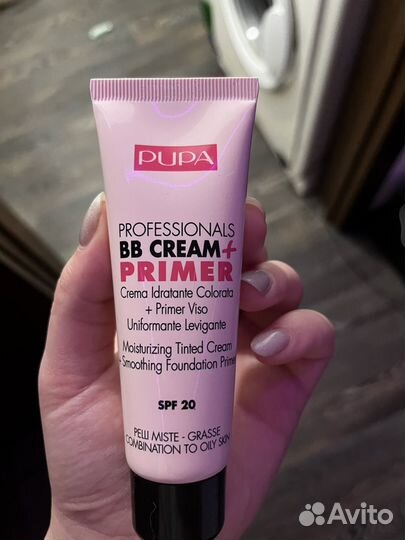 PUPA
PROFESSIONALS
BB CREAM+
PRIMER
Crema Idratante Colorata
+ Primer Viso
Uniformante Levigante
Moisturizing Tinted Cream
Smoothing Foundation Primer
SPF 20
PELLI MISTE - GRASSE
COMBINATION TO OILY SKIN
Avito